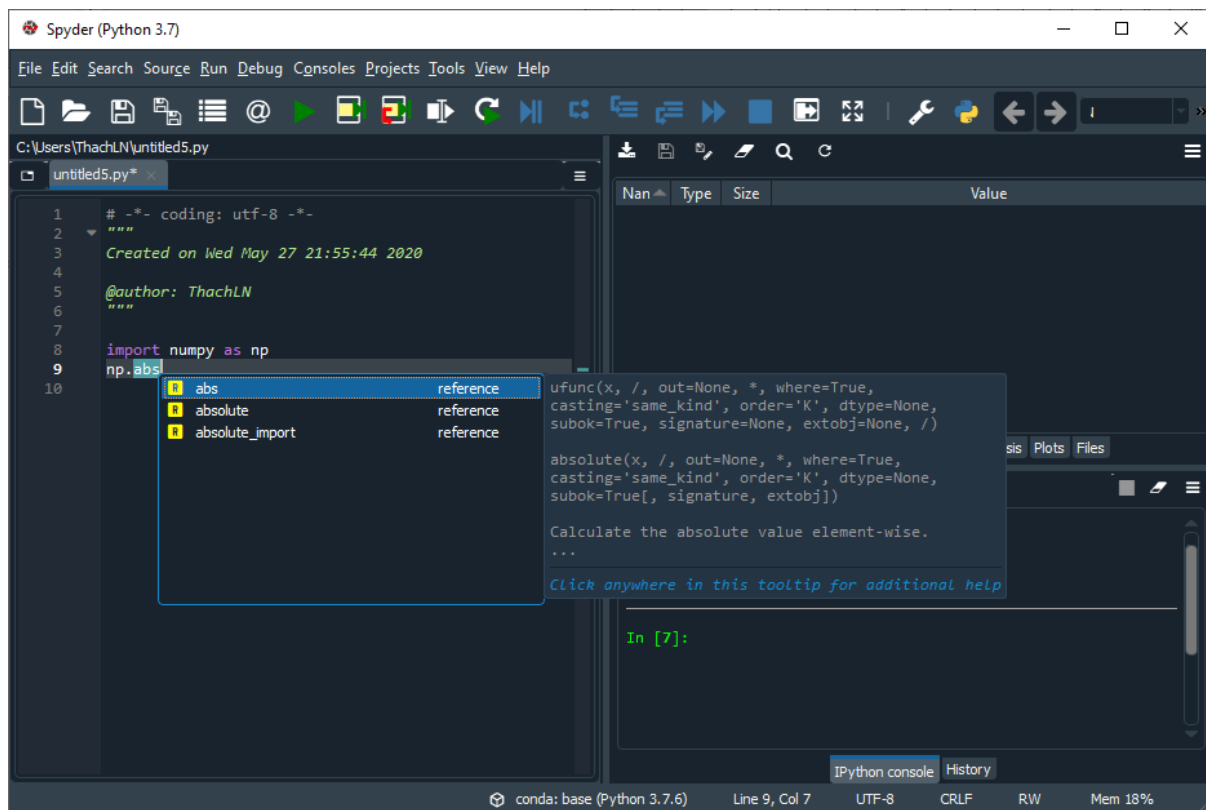 Spyder (Python 3.7)
File Edit Search Source Run Debug Consoles Projects Tools View Help
C:\Users\ThachLN\untitled5.py
untitled5.py*
1 # -*- coding: utf-8 -*-
2 """
3 Created on Wed May 27 21:55:44 2020
4
5 @author: ThachLN
6 """
7
8 import numpy as np
9 np.abs
10
abs reference
absolute reference
absolute_import reference
ufunc(x, /, out=None, *, where=True,
casting='same_kind', order='K', dtype=None,
subok=True, signature=None, extobj=None, /)
absolute(x, /, out=None, *, where=True,
casting='same_kind', order='K', dtype=None,
subok=True[, signature, extobj])
Calculate the absolute value element-wise.
...
Click anywhere in this tooltip for additional help
Nan Type Size Value
sis Plots Files
In [7]:
IPython console History
conda: base (Python 3.7.6) Line 9, Col 7 UTF-8 CRLF RW Mem 18%